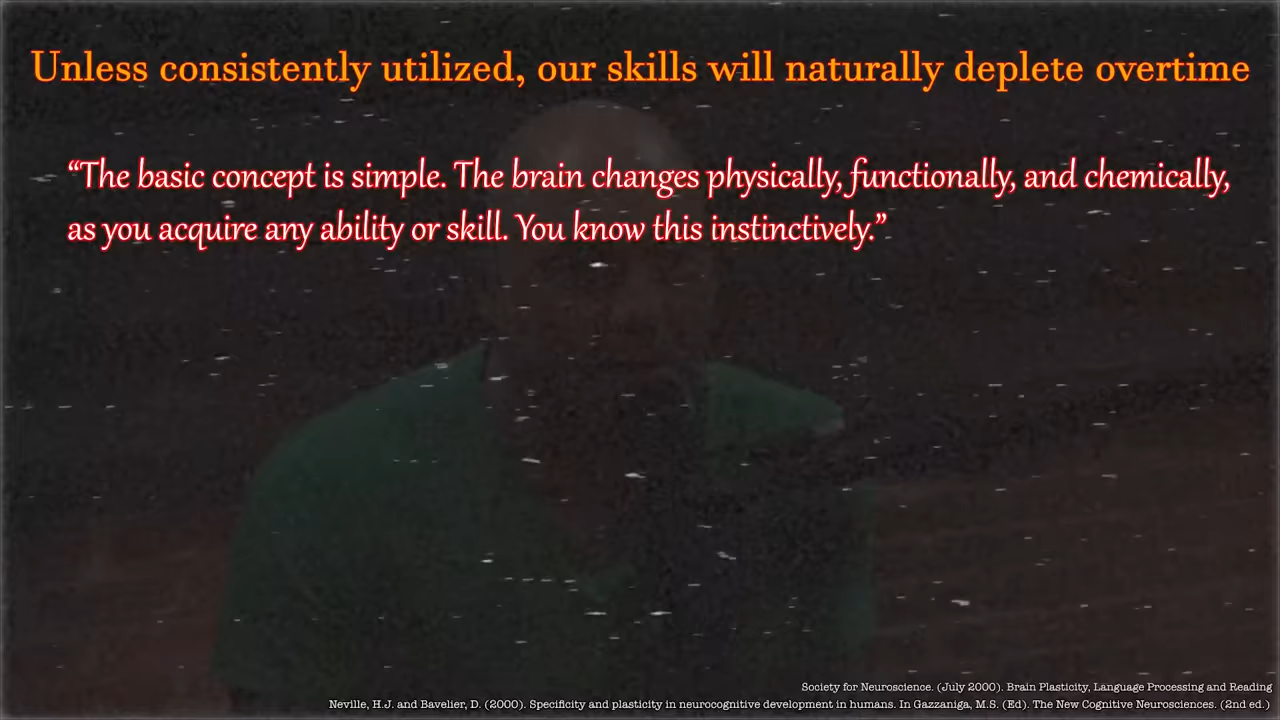 Unless consistently utilized, our skills will naturally deplete overtime
“The basic concept is simple. The brain changes physically, functionally, and chemically,
as you acquire any ability or skill. You know this instinctively.”
Society for Neuroscience. (July 2000). Brain Plasticity, Language Processing and Reading
Neville, H.J. and Bavelier, D. (2000). Specificity and plasticity in neurocognitive development in humans. In Gazzaniga, M.S. (Ed). The New Cognitive Neurosciences. (2nd ed.)